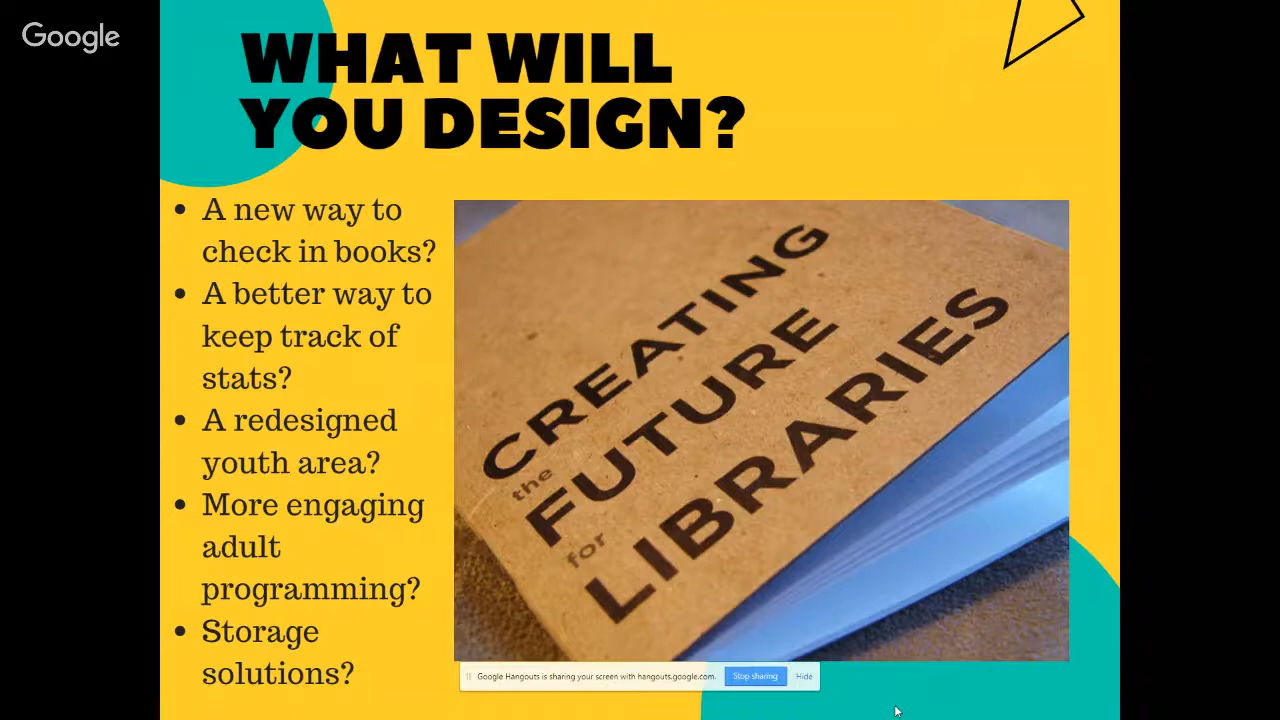 Google
WHAT WILL
YOU DESIGN?
• A new way to
check in books?
• A better way to
keep track of
stats?
• A redesigned
youth area?
• More engaging
adult
programming?
• Storage
solutions?
CREATING
the
FUTURE
for
LIBRARIES
Google Hangouts is sharing your screen with hangouts.google.com.
Stop sharing
Hide